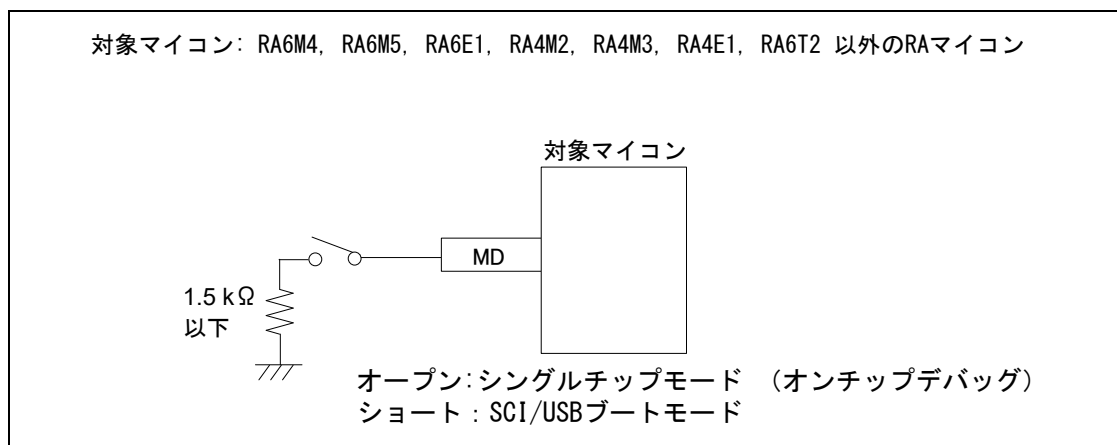 対象マイコン: RA6M4, RA6M5, RA6E1, RA4M2, RA4M3, RA4E1, RA6T2 以外のRAマイコン
対象マイコン
MD
1.5 kΩ
以下
オープン:シングルチップモード （オンチップデバッグ）
ショート：SCI/USBブートモード